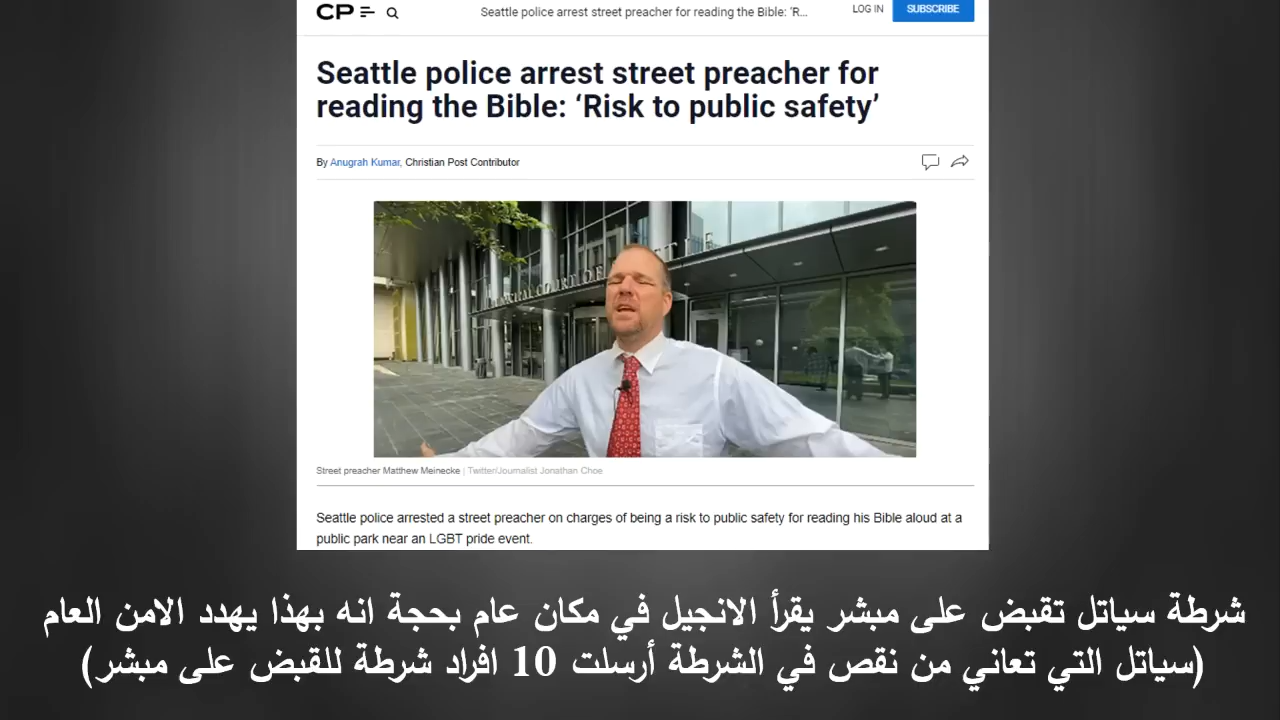 CP
Seattle police arrest street preacher for reading the Bible: ‘R...
LOG IN
SUBSCRIBE
Seattle police arrest street preacher for
reading the Bible: ‘Risk to public safety’
By Anugrah Kumar, Christian Post Contributor
Street preacher Matthew Meinecke | Twitter/Journalist Jonathan Choe
Seattle police arrested a street preacher on charges of being a risk to public safety for reading his Bible aloud at a
public park near an LGBT pride event.
شرطة سياتل تقبض على مبشر يقرأ الانجيل في مكان عام بحجة انه بهذا يهدد الامن العام
(سياتل التي تعاني من نقص في الشرطة أرسلت 10 افراد شرطة للقبض على مبشر)